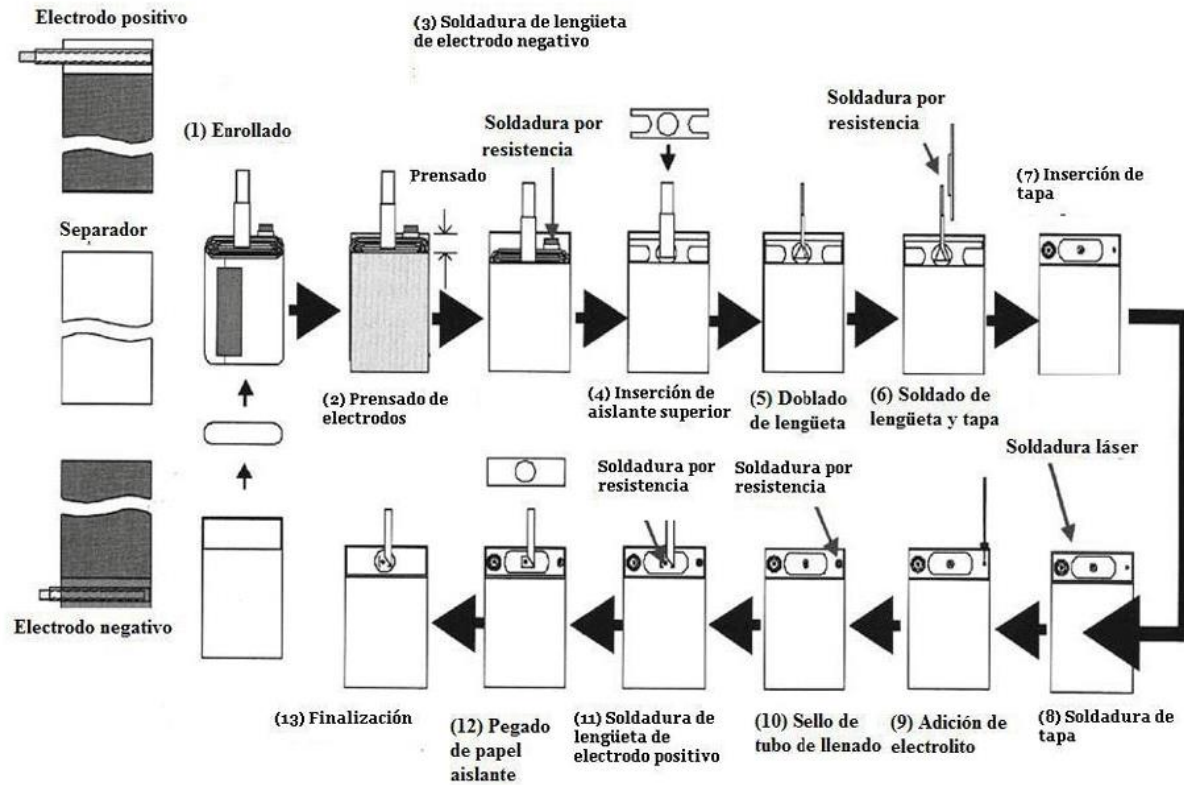 Electrodo positivo
(3) Soldadura de lengüeta
de electrodo negativo
(1) Enrollado
Soldadura por
resistencia
Soldadura por
resistencia
Prensado
(7) Inserción de
tapa
Separador
(2) Prensado de
electrodos
(4) Inserción de
aislante superior
(5) Doblado
de lengüeta
(6) Soldado de
lengüeta y tapa
Soldadura láser
Soldadura por
resistencia
Soldadura por
resistencia
Electrodo negativo
(13) Finalización
(12) Pegado
de papel
aislante
(11) Soldadura de
lengüeta de
electrodo positivo
(10) Sello de
tubo de llenado
(9) Adición de
electrolito
(8) Soldadura de
tapa